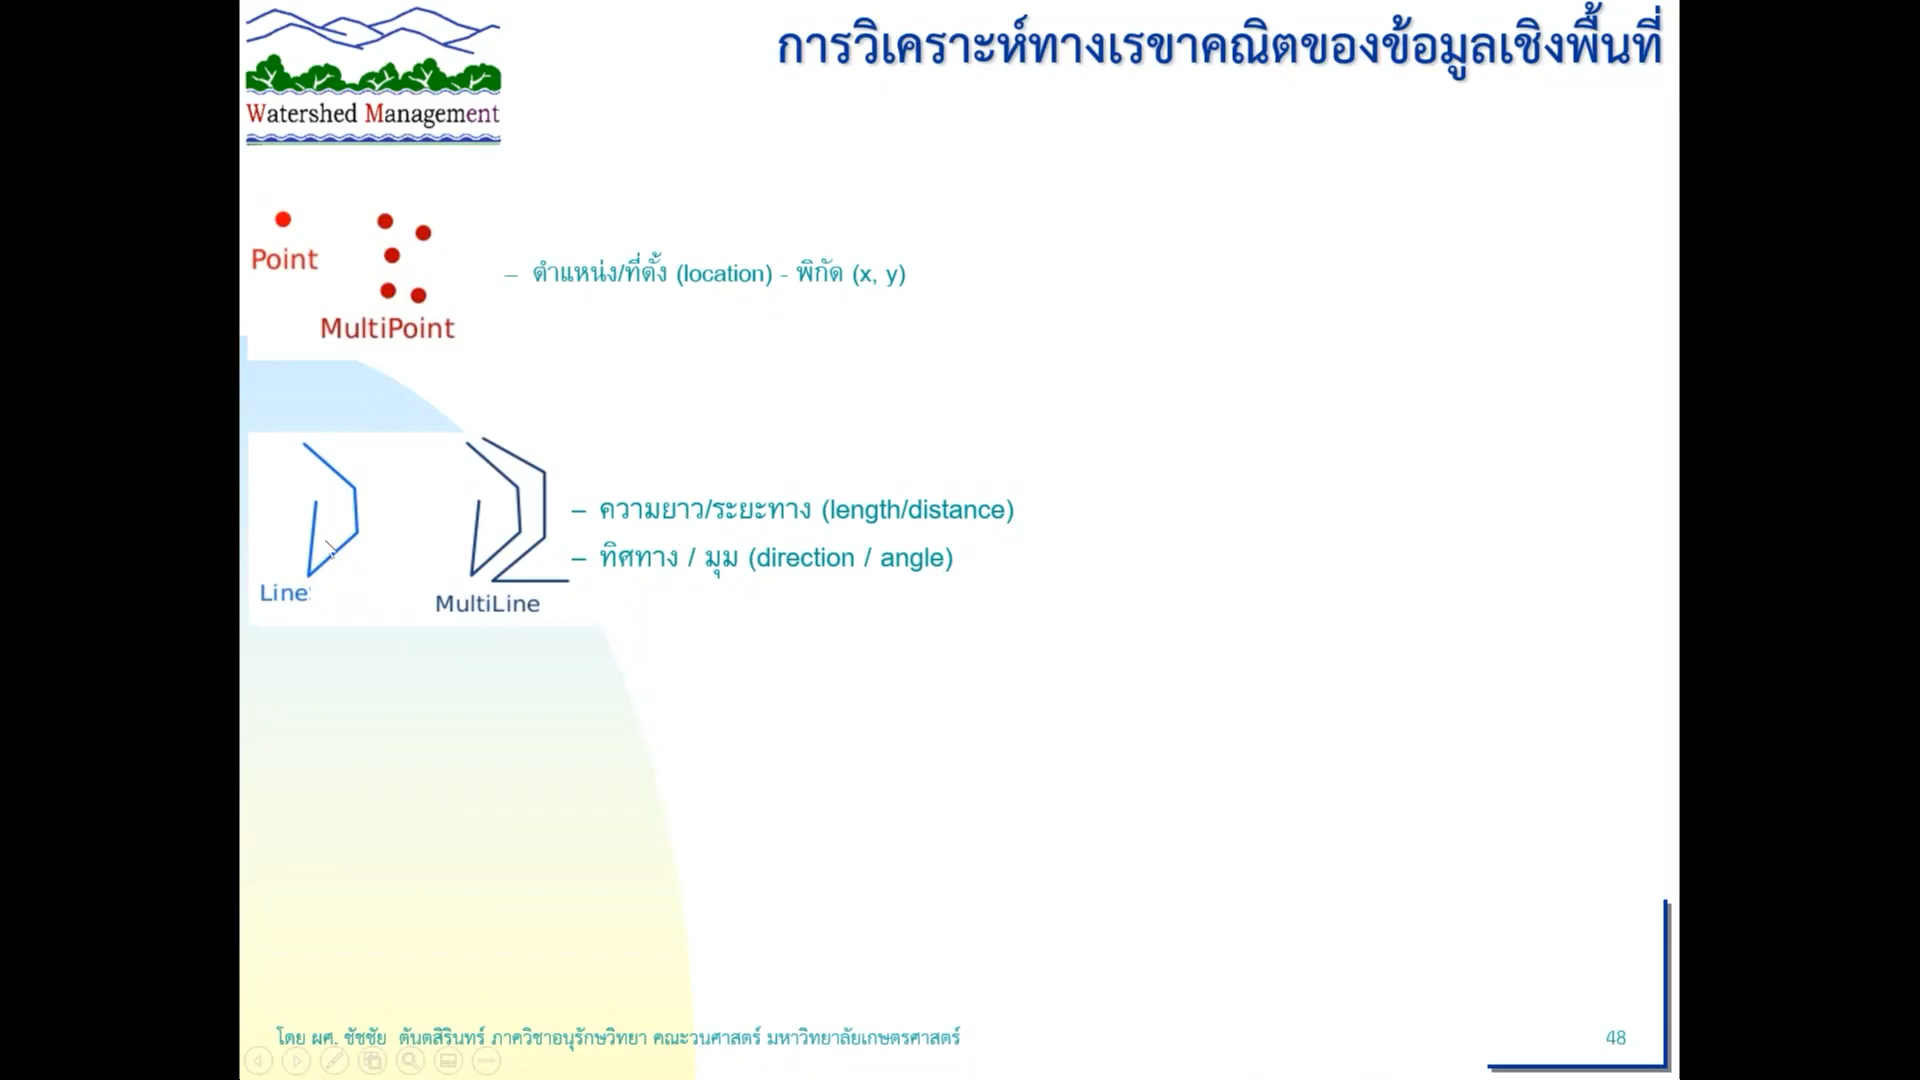 การวิเคราะห์ทางเรขาคณิตของข้อมูลเชิงพื้นที่
Watershed Management
Point
MultiPoint
– ตำแหน่ง/ที่ตั้ง (location) - พิกัด (x, y)
– ความยาว/ระยะทาง (length/distance)
– ทิศทาง / มุม (direction / angle)
Line
MultiLine
โดย ผศ. ชัชชัย ตันตสิรินทร์ ภาควิชาอนุรักษวิทยา คณะวนศาสตร์ มหาวิทยาลัยเกษตรศาสตร์
48